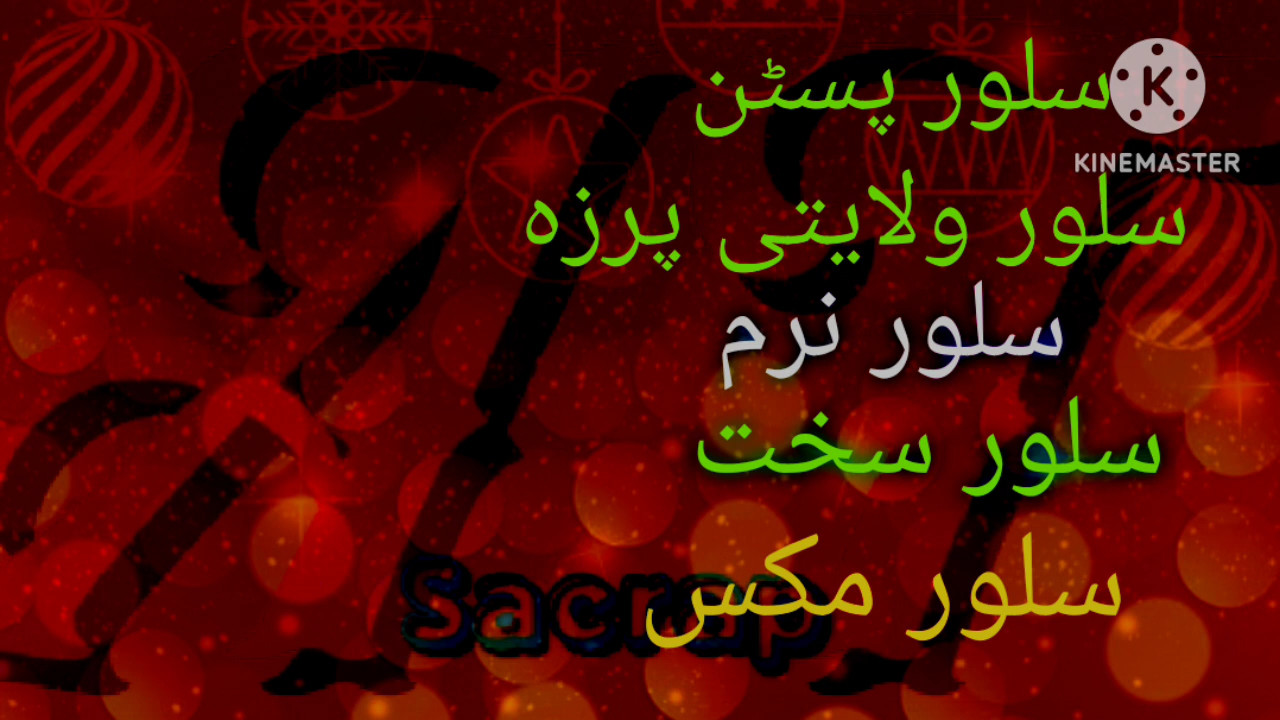 سلور پسٹن
KINEMASTER
سلور ولایتی پرزہ
سلور نرم
سلور سخت
سلور مکس
Sacrap